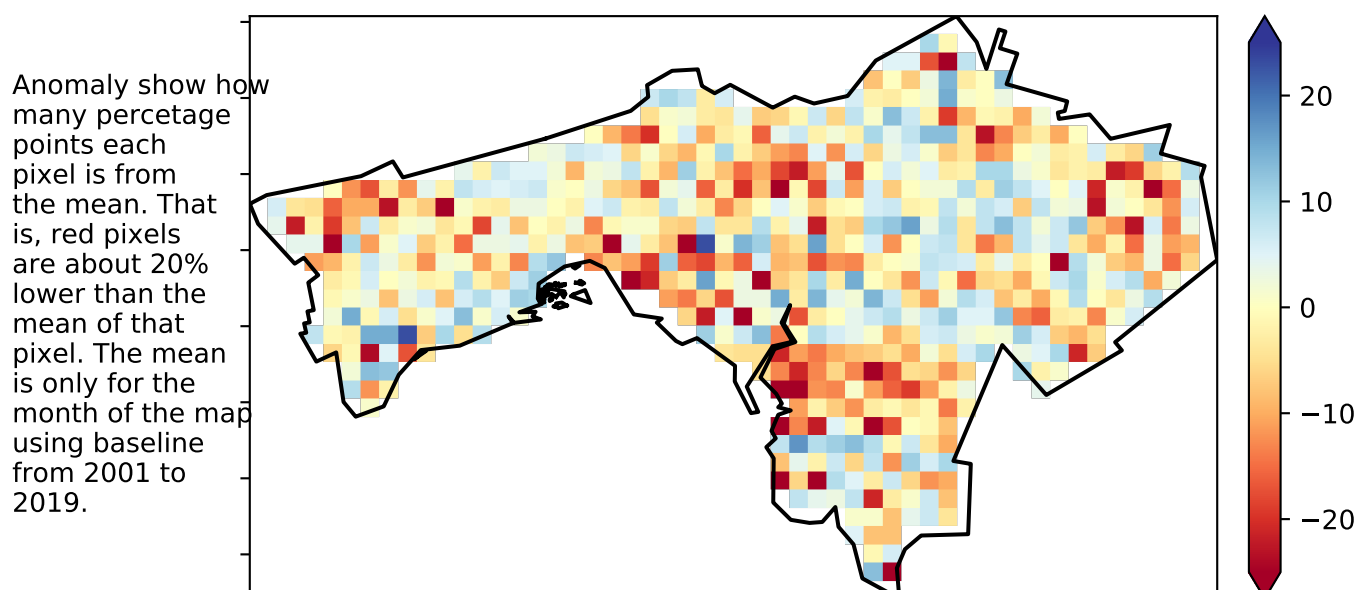 Anomaly show how
many percetage
points each
pixel is from
the mean. That
is, red pixels
are about 20%
lower than the
mean of that
pixel. The mean
is only for the
month of the map
using baseline
from 2001 to
2019.
20
10
0
−10
−20